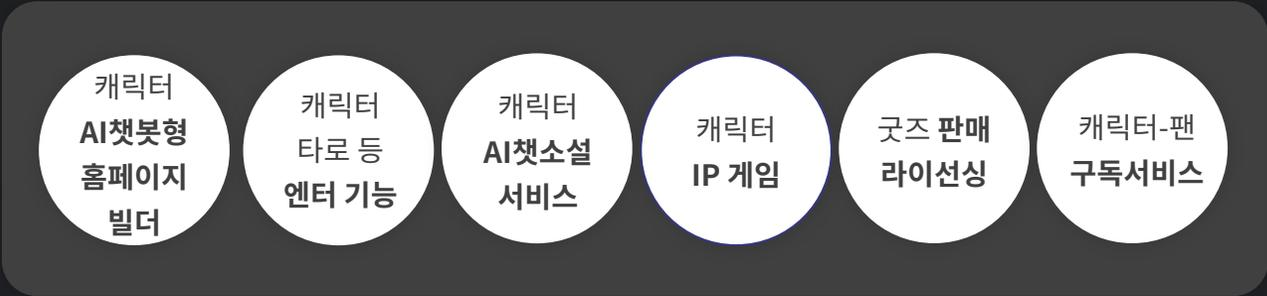 캐릭터
AI챗봇형
홈페이지
빌더
캐릭터
타로 등
엔터 기능
캐릭터
AI챗소설
서비스
캐릭터
IP 게임
굿즈 판매
라이선싱
캐릭터-팬
구독서비스